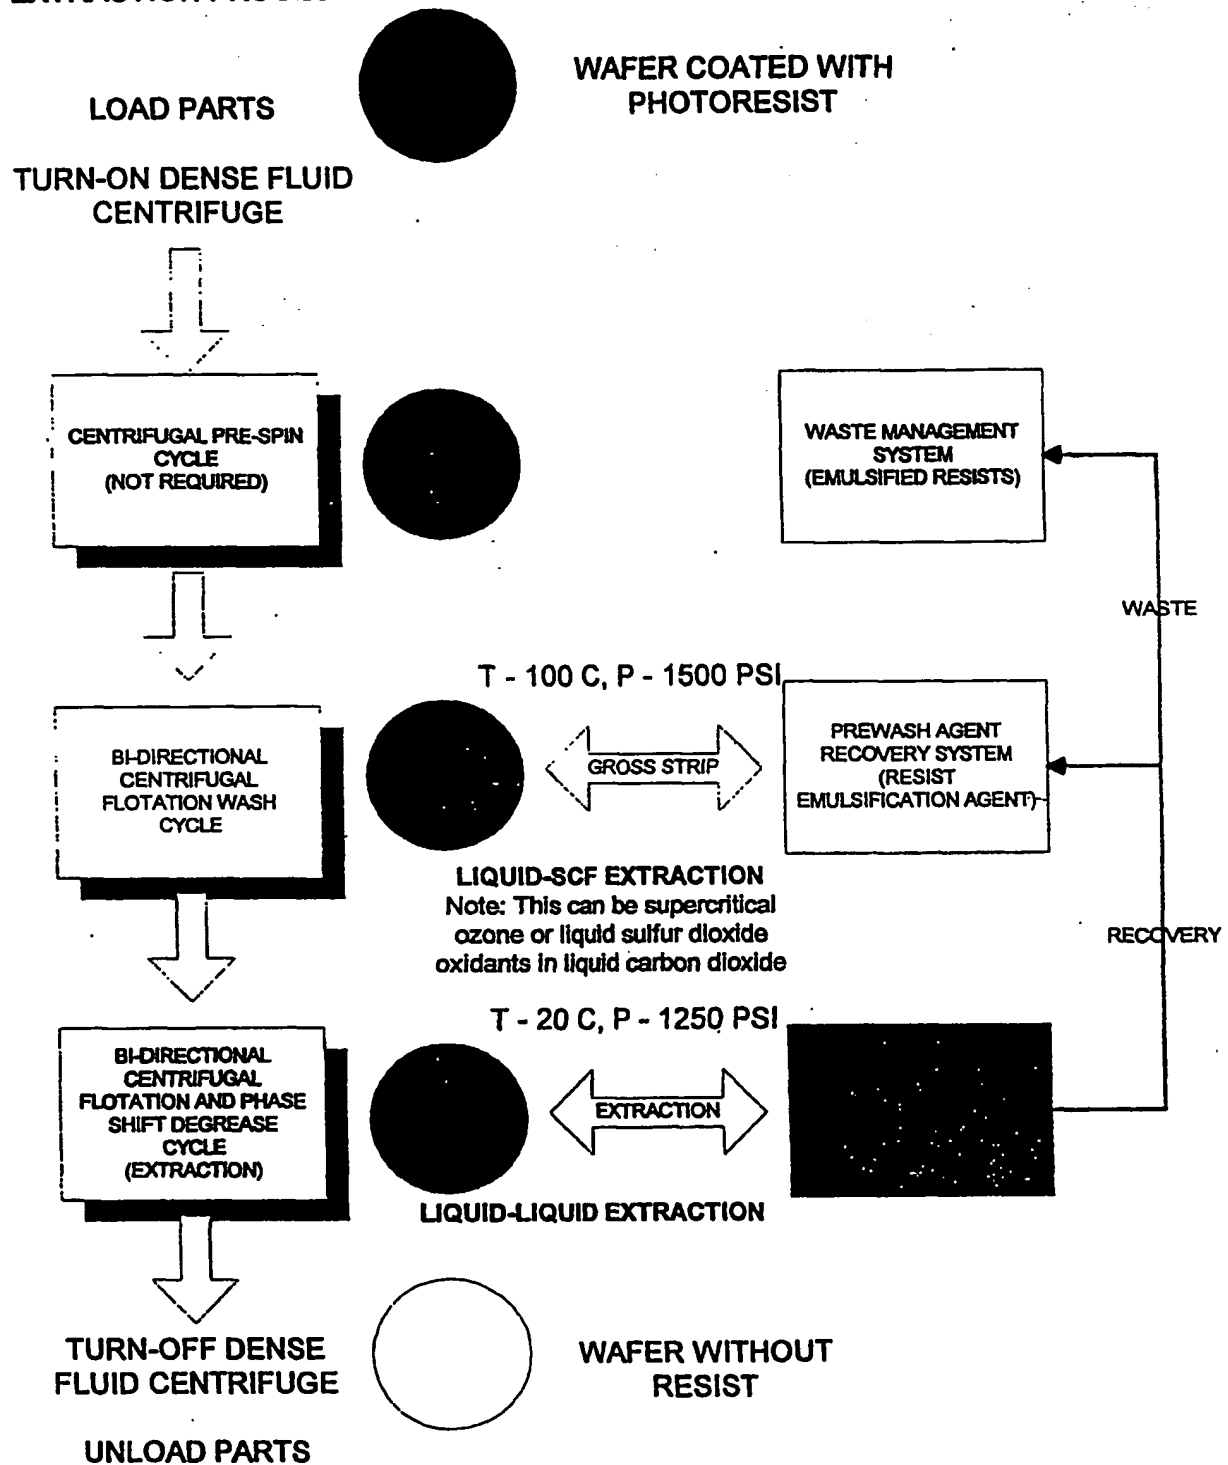 WAFER COATED WITH
PHOTORESIST
LOAD PARTS
TURN-ON DENSE FLUID
CENTRIFUGE
CENTRIFUGAL PRE-SPIN
CYCLE
(NOT REQUIRED)
WASTE MANAGEMENT
SYSTEM
(EMULSIFIED RESISTS)
WASTE
T - 100 C, P - 1500 PSI
BI-DIRECTIONAL
CENTRIFUGAL
FLOTATION WASH
CYCLE
GROSS STRIP
PREWASH AGENT
RECOVERY SYSTEM
(RESIST
EMULSIFICATION AGENT)
LIQUID-SCF EXTRACTION
Note: This can be supercritical
ozone or liquid sulfur dioxide
oxidants in liquid carbon dioxide
RECOVERY
T - 20 C, P - 1250 PSI
BI-DIRECTIONAL
CENTRIFUGAL
FLOTATION AND PHASE
SHIFT DEGREASE
CYCLE
(EXTRACTION)
EXTRACTION
LIQUID-LIQUID EXTRACTION
TURN-OFF DENSE
FLUID CENTRIFUGE
WAFER WITHOUT
RESIST
UNLOAD PARTS